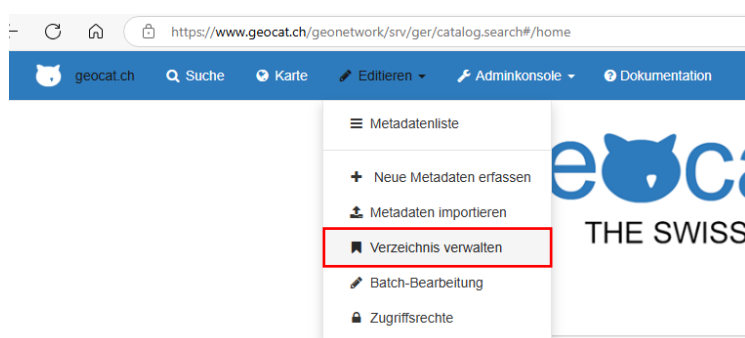 https://www.geocat.ch/geonetwork/srv/ger/catalog.search#/home
geocat.ch Suche Karte Editieren Adminkonsole Dokumentation
Metadatenliste
Neue Metadaten erfassen
Metadaten importieren
Verzeichnis verwalten
Batch-Bearbeitung
Zugriffsrechte
eca
THE SWISS